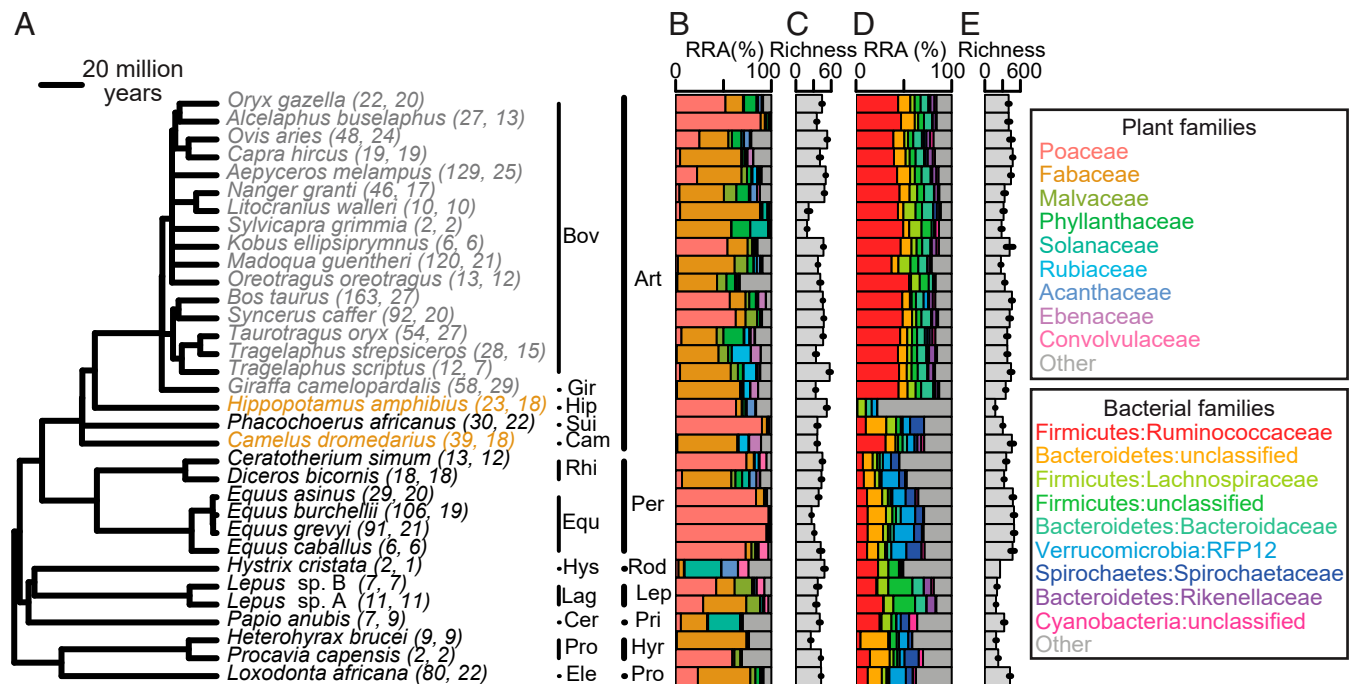 A
B
C
D
E
RRA(%)
Richness
RRA (%)
Richness
0 100
0 60
0 100
0 600
20 million
years
Oryx gazella (22, 20)
Alcelaphus buselaphus (27, 13)
Ovis aries (48, 24)
Capra hircus (19, 19)
Aepyceros melampus (129, 25)
Nanger granti (46, 17)
Litocranius walleri (10, 10)
Sylvicapra grimmia (2, 2)
Kobus ellipsiprymnus (6, 6)
Madoqua guentheri (120, 21)
Oreotragus oreotragus (13, 12)
Bos taurus (163, 27)
Syncerus caffer (92, 20)
Taurotragus oryx (54, 27)
Tragelaphus strepsiceros (28, 15)
Tragelaphus scriptus (12, 7)
Giraffa camelopardalis (58, 29)
Hippopotamus amphibius (23, 18)
Phacochoerus africanus (30, 22)
Camelus dromedarius (39, 18)
Ceratotherium simum (13, 12)
Diceros bicornis (18, 18)
Equus asinus (29, 20)
Equus burchellii (106, 19)
Equus grevyi (91, 21)
Equus caballus (6, 6)
Hystrix cristata (2, 1)
Lepus sp. B (7, 7)
Lepus sp. A (11, 11)
Papio anubis (7, 9)
Heterohyrax brucei (9, 9)
Procavia capensis (2, 2)
Loxodonta africana (80, 22)
Bov
Gir
Hip
Sui
Cam
Rhi
Equ
Hys
Lag
Cer
Pro
Ele
Art
Per
Rod
Lep
Pri
Hyr
Pro
Plant families
Poaceae
Fabaceae
Malvaceae
Phyllanthaceae
Solanaceae
Rubiaceae
Acanthaceae
Ebenaceae
Convolvulaceae
Other
Bacterial families
Firmicutes:Ruminococcaceae
Bacteroidetes:unclassified
Firmicutes:Lachnospiraceae
Firmicutes:unclassified
Bacteroidetes:Bacteroidaceae
Verrucomicrobia:RFP12
Spirochaetes:Spirochaetaceae
Bacteroidetes:Rikenellaceae
Cyanobacteria:unclassified
Other